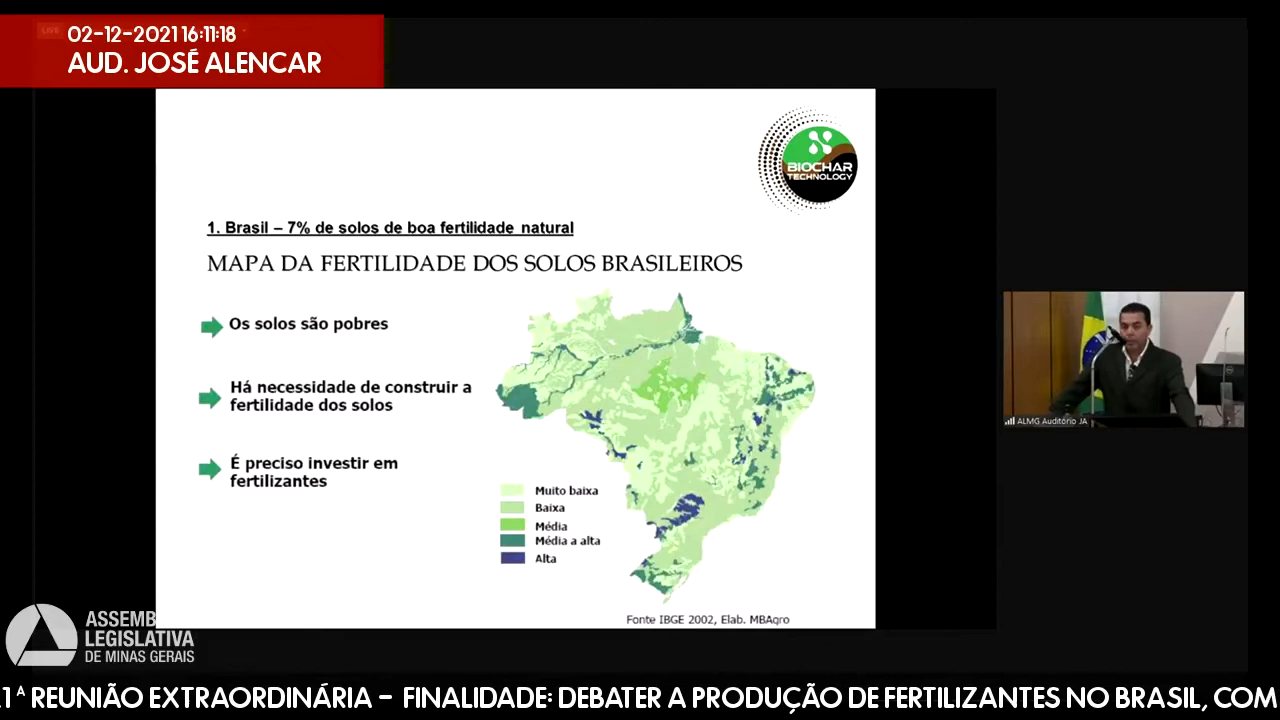 02-12-2021 16:11:18
AUD. JOSÉ ALENCAR
BIOCHAR
TECHNOLOGY
1. Brasil – 7% de solos de boa fertilidade natural
MAPA DA FERTILIDADE DOS SOLOS BRASILEIROS
Os solos são pobres
Há necessidade de construir a
fertilidade dos solos
É preciso investir em
fertilizantes
Muito baixa
Baixa
Média
Média a alta
Alta
Fonte IBGE 2002, Elab. MBAgro
ALMG Auditório JA
ASSEMB
LEGISLATIVA
DE MINAS GERAIS
1ª REUNIÃO EXTRAORDINÁRIA - FINALIDADE: DEBATER A PRODUÇÃO DE FERTILIZANTES NO BRASIL, COM